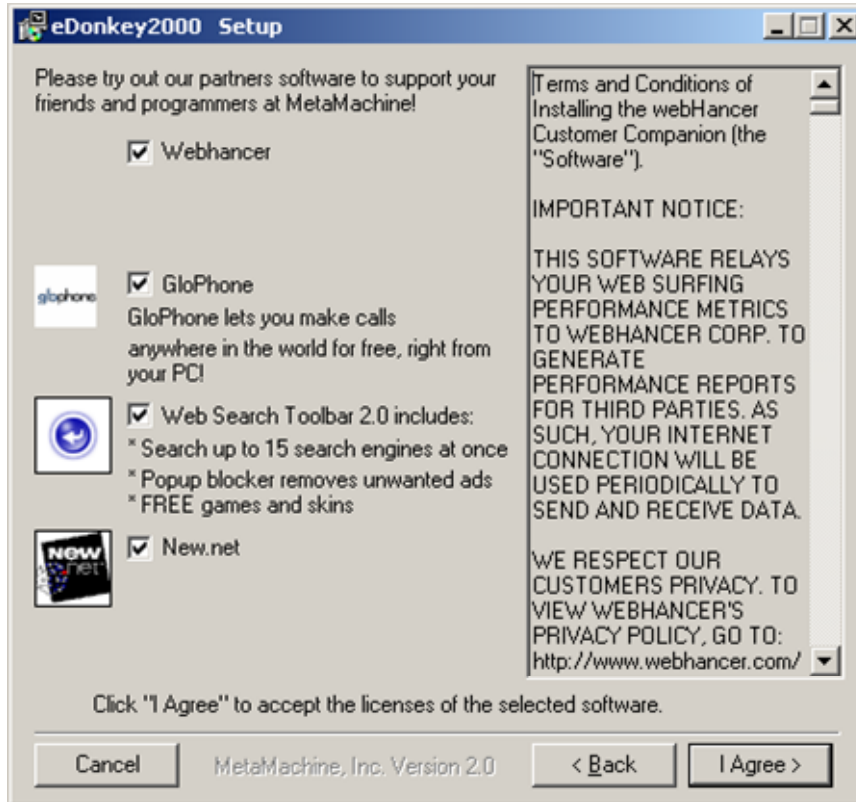 eDonkey2000 Setup
Please try out our partners software to support your
friends and programmers at MetaMachine!
Webhancer
glophone
GloPhone
GloPhone lets you make calls
anywhere in the world for free, right from
your PC!
Web Search Toolbar 2.0 includes:
* Search up to 15 search engines at once
* Popup blocker removes unwanted ads
* FREE games and skins
New
.net
New.net
Terms and Conditions of
Installing the webHancer
Customer Companion (the
"Software").
IMPORTANT NOTICE:
THIS SOFTWARE RELAYS
YOUR WEB SURFING
PERFORMANCE METRICS
TO WEBHANCER CORP. TO
GENERATE
PERFORMANCE REPORTS
FOR THIRD PARTIES. AS
SUCH, YOUR INTERNET
CONNECTION WILL BE
USED PERIODICALLY TO
SEND AND RECEIVE DATA.
WE RESPECT OUR
CUSTOMERS PRIVACY. TO
VIEW WEBHANCER'S
PRIVACY POLICY, GO TO:
http://www.webhancer.com/
Click "I Agree" to accept the licenses of the selected software.
Cancel
MetaMachine, Inc. Version 2.0
< Back
I Agree >